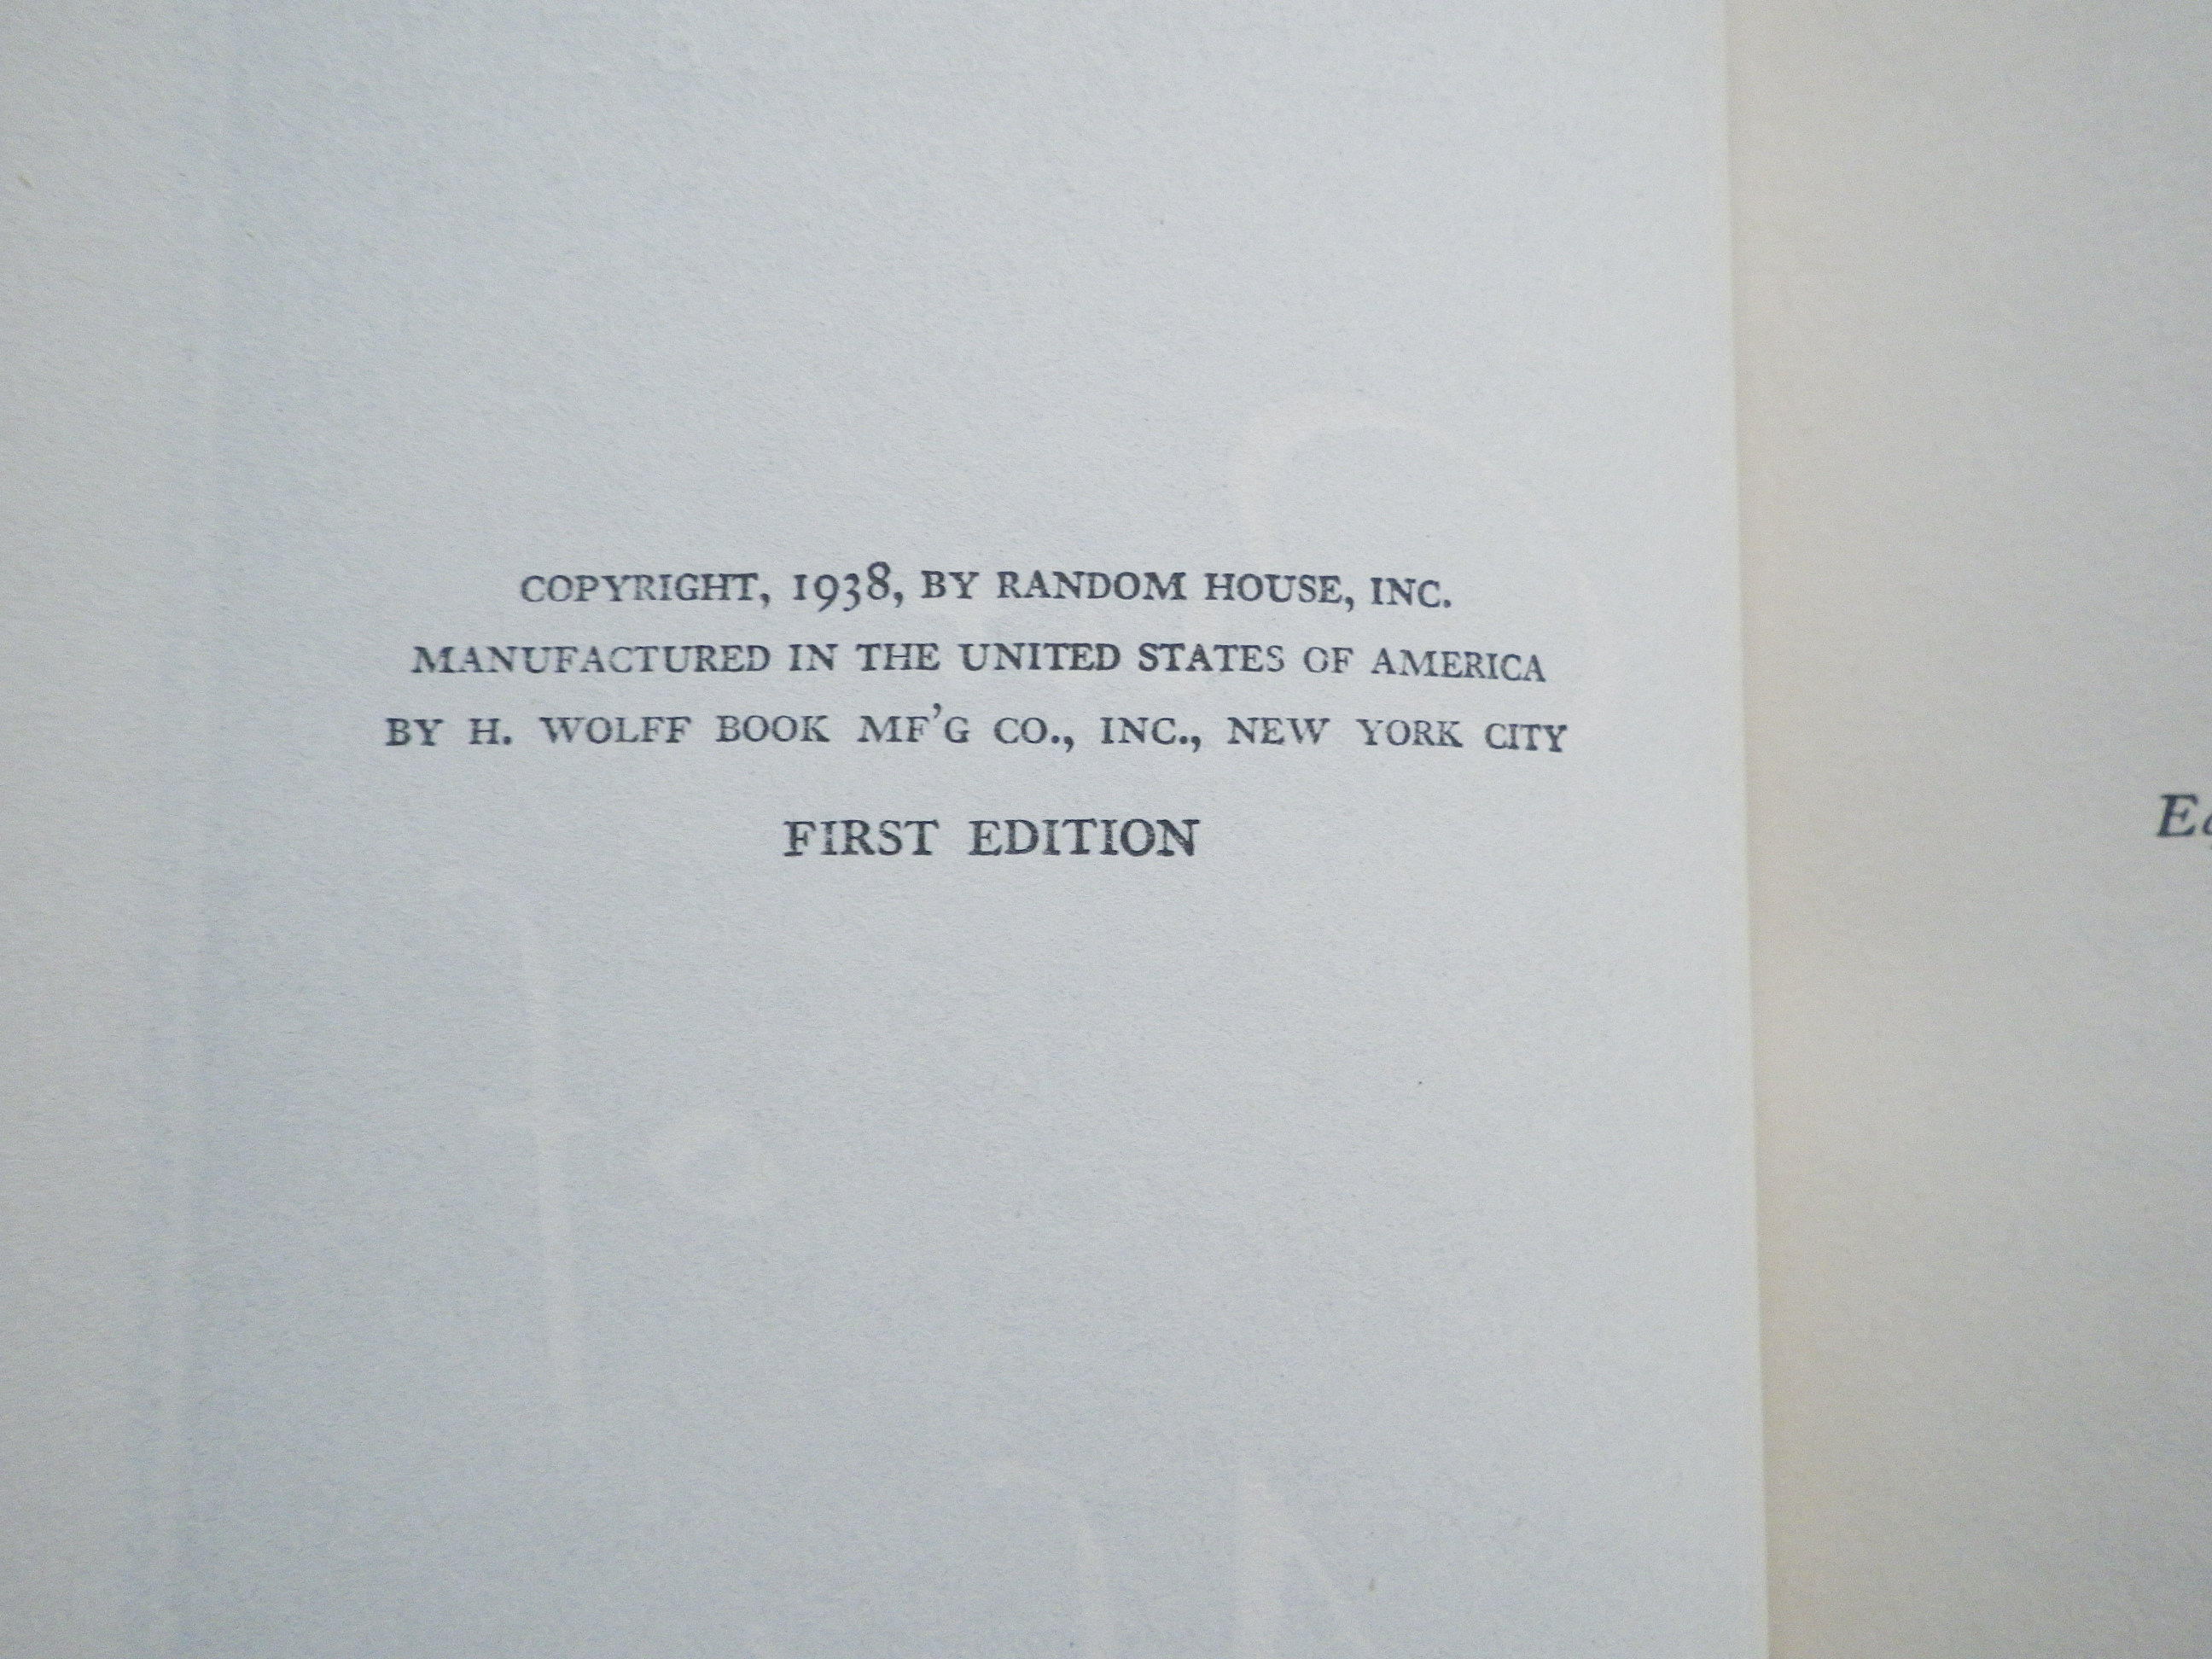 COPYRIGHT, 1938, BY RANDOM HOUSE, INC.
MANUFACTURED IN THE UNITED STATES OF AMERICA
BY H. WOLFF BOOK MF'G CO., INC., NEW YORK CITY
FIRST EDITION